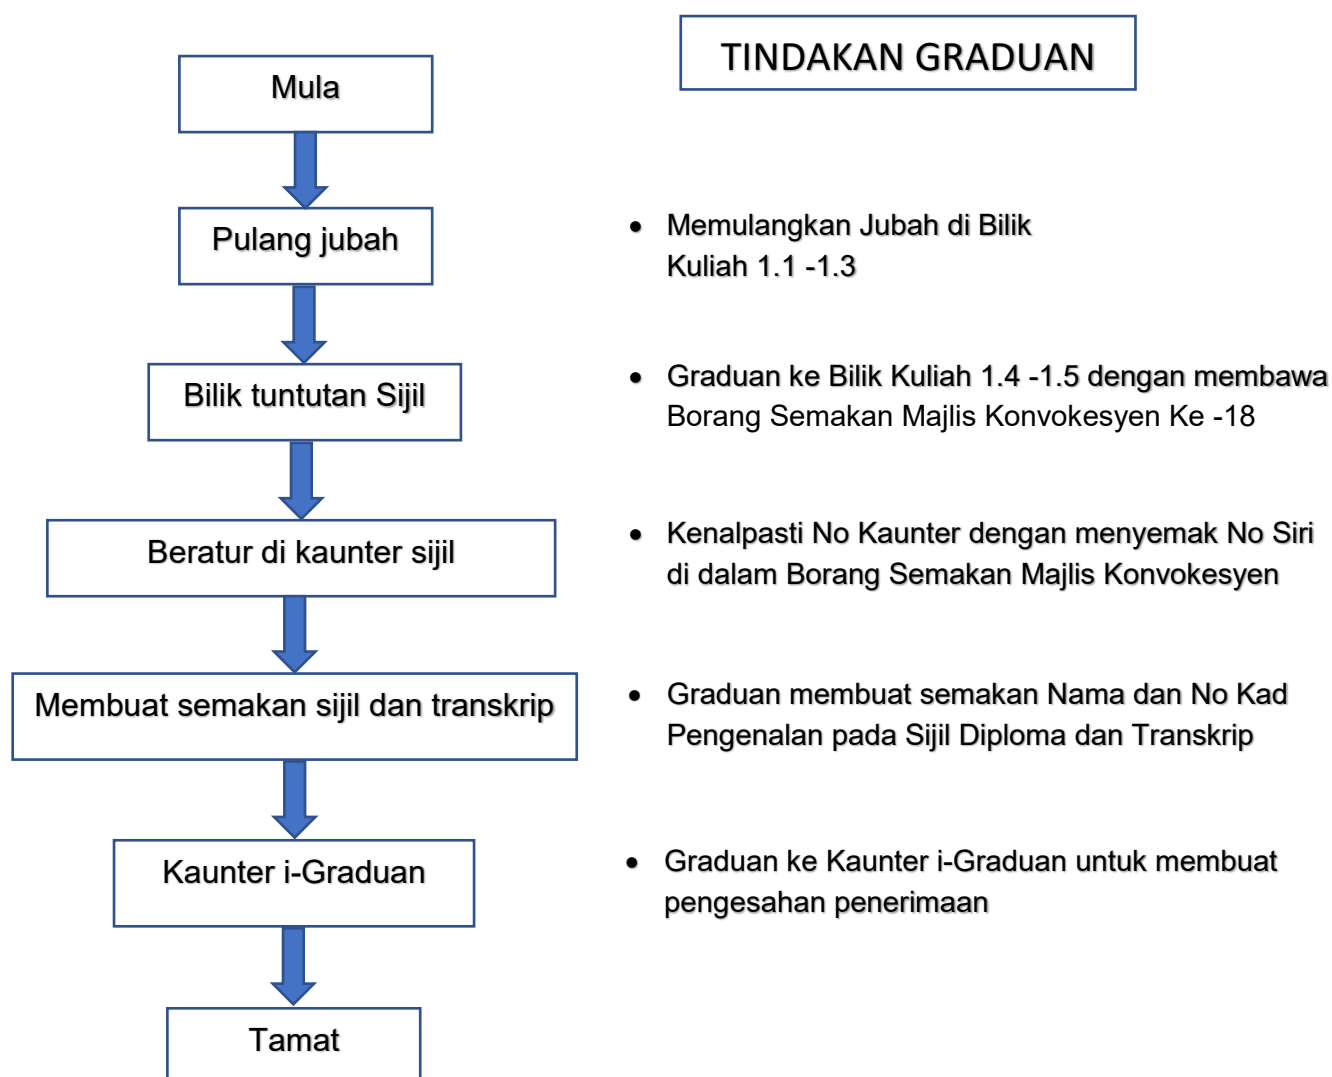 TINDAKAN GRADUAN
Mula
Pulang jubah
• Memulangkan Jubah di Bilik
Kuliah 1.1 -1.3
Bilik tuntutan Sijil
• Graduan ke Bilik Kuliah 1.4 -1.5 dengan membawa
Borang Semakan Majlis Konvokesyen Ke -18
Beratur di kaunter sijil
• Kenalpasti No Kaunter dengan menyemak No Siri
di dalam Borang Semakan Majlis Konvokesyen
Membuat semakan sijil dan transkrip
• Graduan membuat semakan Nama dan No Kad
Pengenalan pada Sijil Diploma dan Transkrip
Kaunter i-Graduan
• Graduan ke Kaunter i-Graduan untuk membuat
pengesahan penerimaan
Tamat